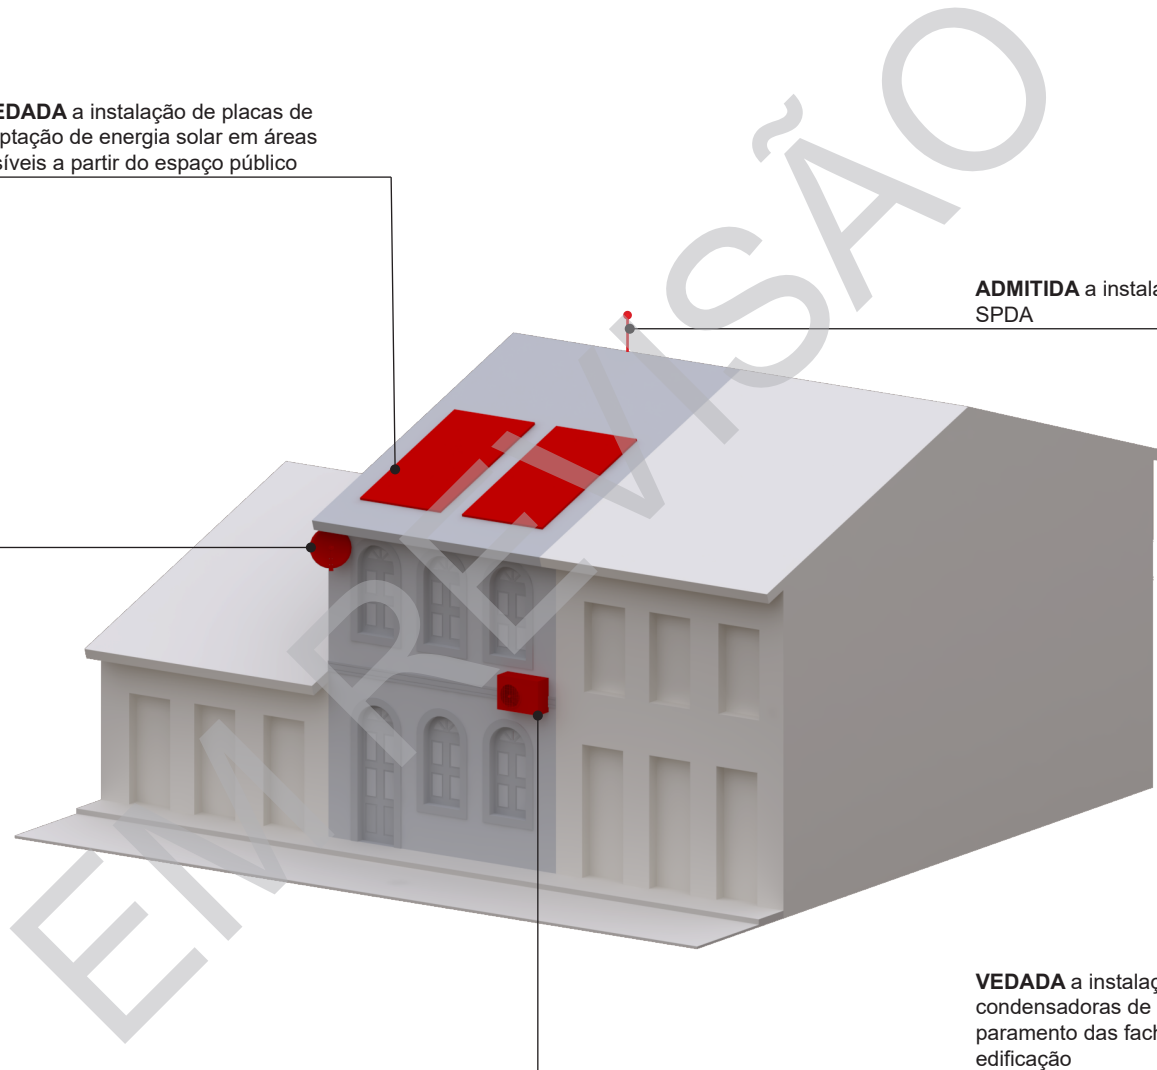 EDADA a instalação de placas de
ptação de energia solar em áreas
síveis a partir do espaço público
ADMITIDA a instala
SPDA
EM REVISÃO
VEDADA a instalaç
condensadoras de
paramento das fach
edificação